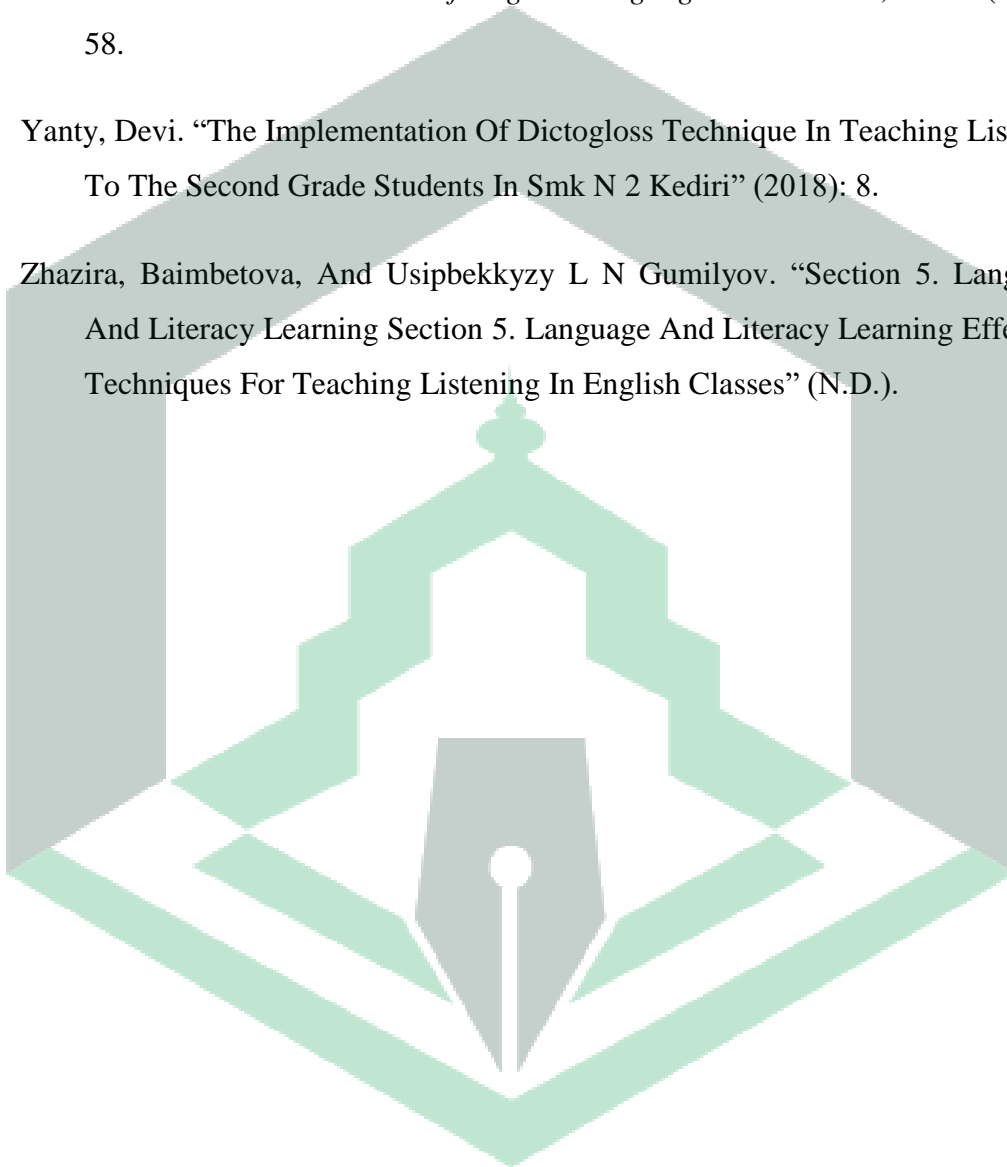 58.
Yanty, Devi. “The Implementation Of Dictogloss Technique In Teaching Lis
To The Second Grade Students In Smk N 2 Kediri” (2018): 8.
Zhazira, Baimbetova, And Usipbekkyzy L N Gumilyov. “Section 5. Lang
And Literacy Learning Section 5. Language And Literacy Learning Effe
Techniques For Teaching Listening In English Classes” (N.D.).